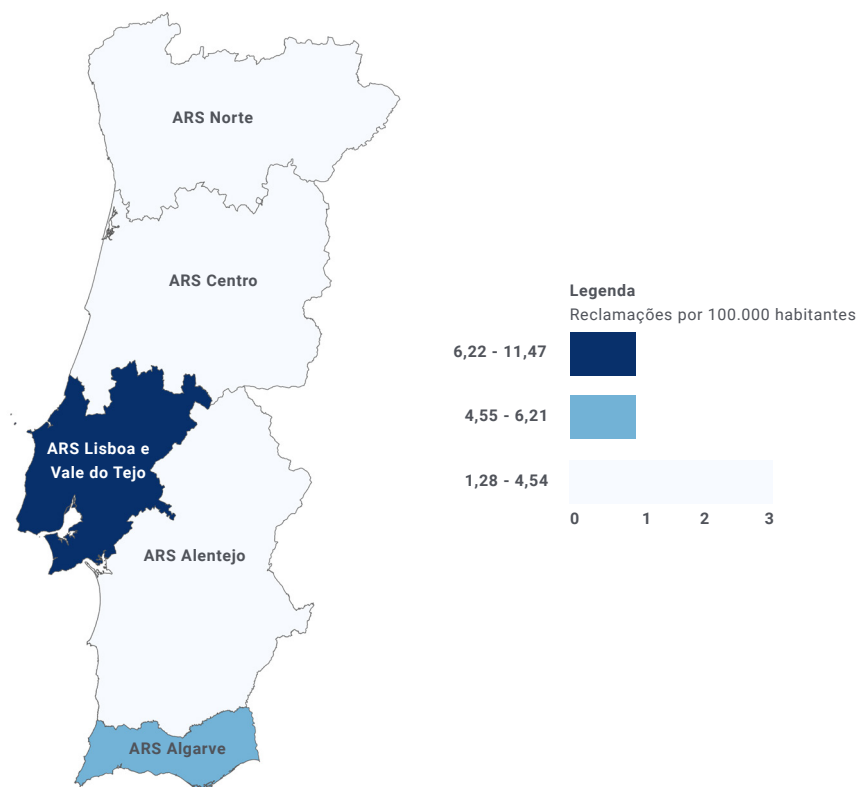 ARS Norte
ARS Centro
ARS Lisboa e
Vale do Tejo
ARS Alentejo
ARS Algarve
Legenda
Reclamações por 100.000 habitantes
6,22 - 11,47
4,55 - 6,21
1,28 - 4,54
0 1 2 3